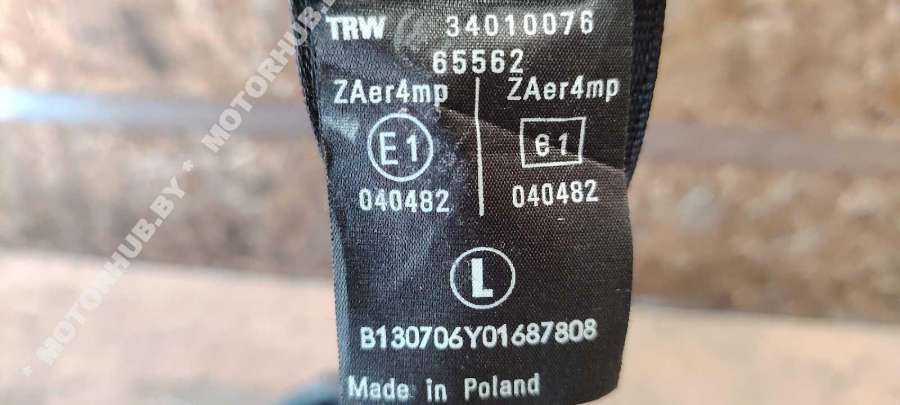 TRW 34010076
65562
ZAer4mp ZAer4mp
E1 e1
040482 040482
L
B130706Y01687808
Made in Poland
* MOTORHUB.BY * MOTORHUB.BY